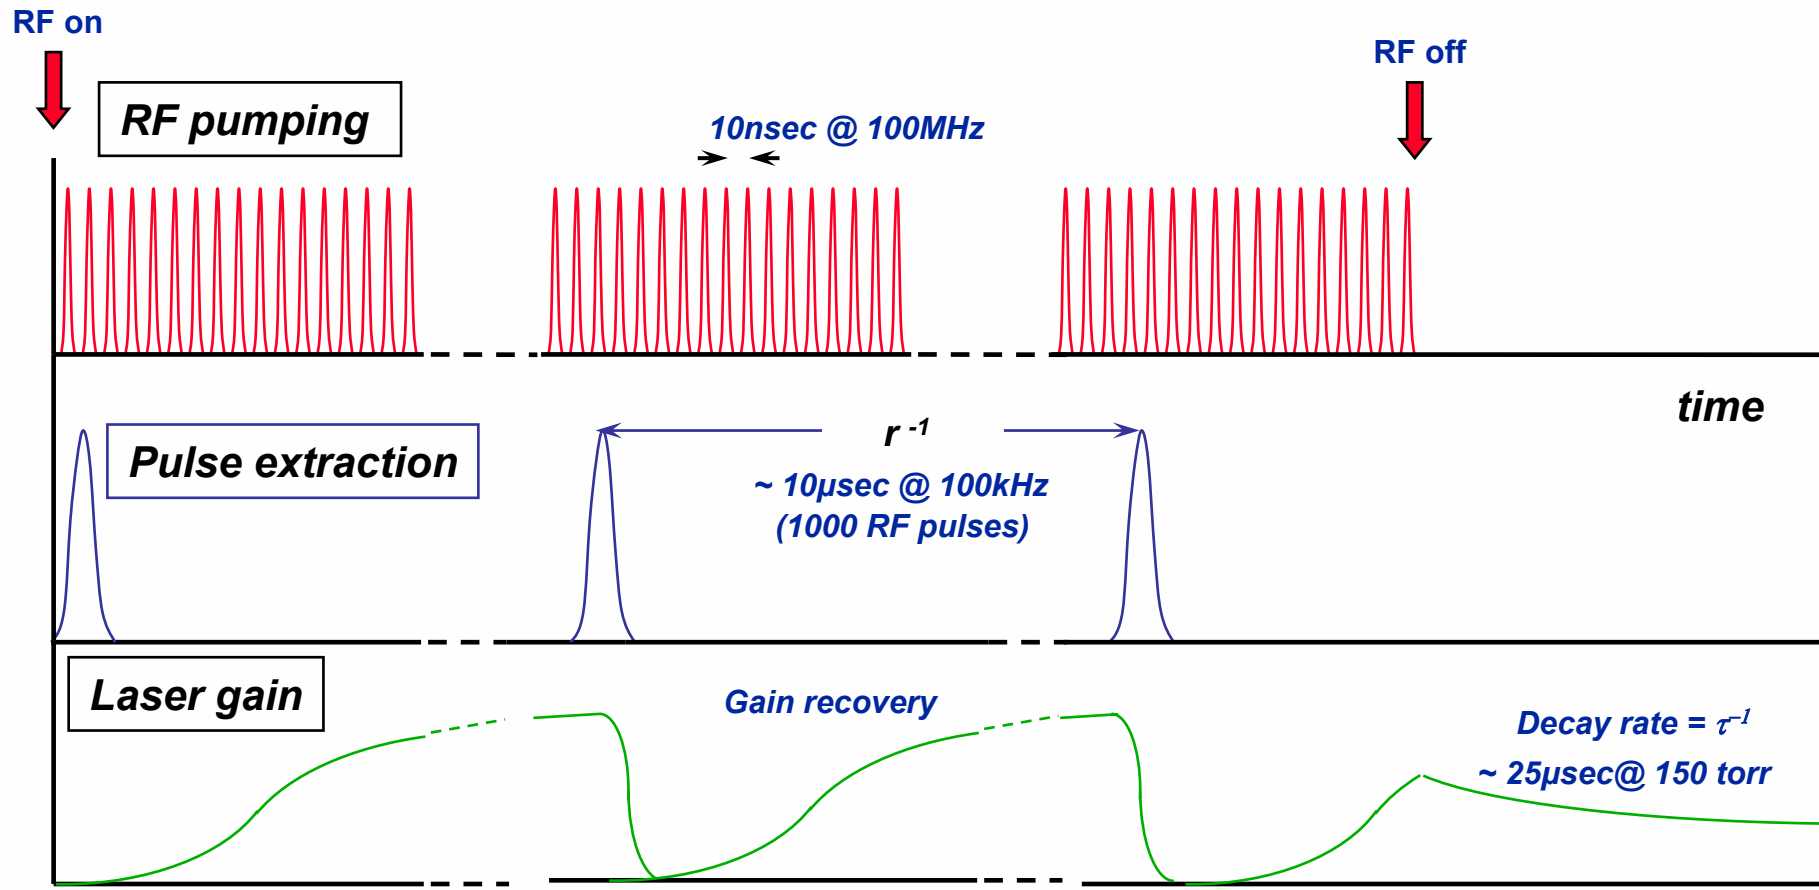 RF on
RF off
RF pumping
10nsec @ 100MHz
time
Pulse extraction
r -1
~ 10µsec @ 100kHz
(1000 RF pulses)
Laser gain
Gain recovery
Decay rate = τ–1
~ 25µsec@ 150 torr